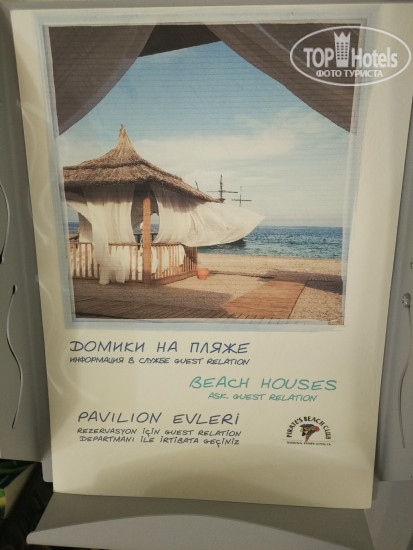 TOP Hotels
ФОТО ТУРИСТА
ДОМИКИ НА ПЛЯЖЕ
ИНФОРМАЦИЯ В СЛУЖБЕ GUEST RELATION
BEACH HOUSES
ASK GUEST RELATION
PAVILION EVLERİ
REZERVASYON İÇİN GUEST RELATION
DEPARTMANI İLE İRTİBATA GEÇİNİZ
PIRATE'S BEACH CLUB